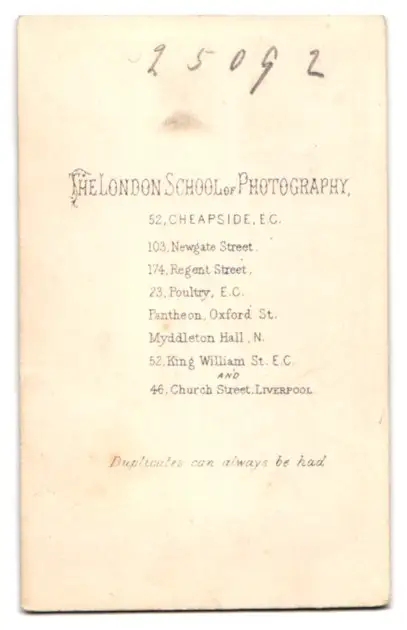 25092
THE LONDON SCHOOL OF PHOTOGRAPHY,
52, CHEAPSIDE, E.C.
103, Newgate Street.
174, Regent Street.
23, Poultry, E.C.
Pantheon, Oxford St.
Myddleton Hall, N.
52, King William St. E.C.
AND
46, Church Street, LIVERPOOL
Duplicates can always be had